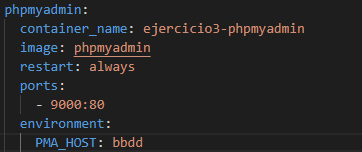 phpmyadmin:
  container_name: ejercicio3-phpmyadmin
  image: phpmyadmin
  restart: always
  ports:
    - 9000:80
  environment:
    PMA_HOST: bbdd